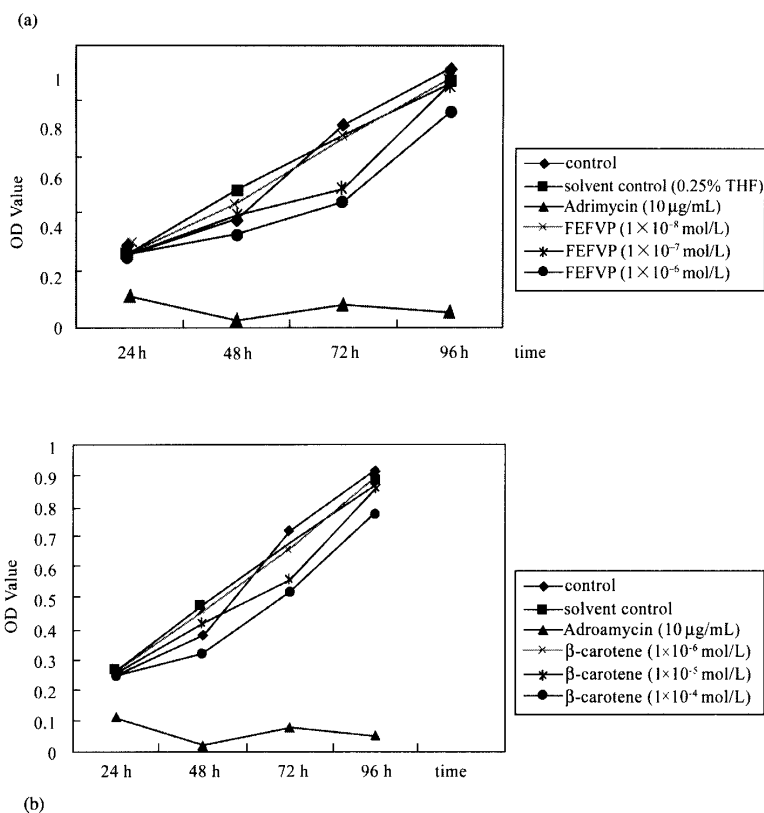 (a)
1
0.8
0.6
0.4
0.2
0
OD Value
24 h 48 h 72 h 96 h time
control
solvent control (0.25% THF)
Adrimycin (10 μg/mL)
FEFVP (1×10⁻⁸ mol/L)
FEFVP (1×10⁻⁷ mol/L)
FEFVP (1×10⁻⁶ mol/L)
1
0.9
0.8
0.7
0.6
0.5
0.4
0.3
0.2
0.1
0
OD Value
24 h 48 h 72 h 96 h time
control
solvent control
Adroamycin (10 μg/mL)
β-carotene (1×10⁻⁶ mol/L)
β-carotene (1×10⁻⁵ mol/L)
β-carotene (1×10⁻⁴ mol/L)
(b)